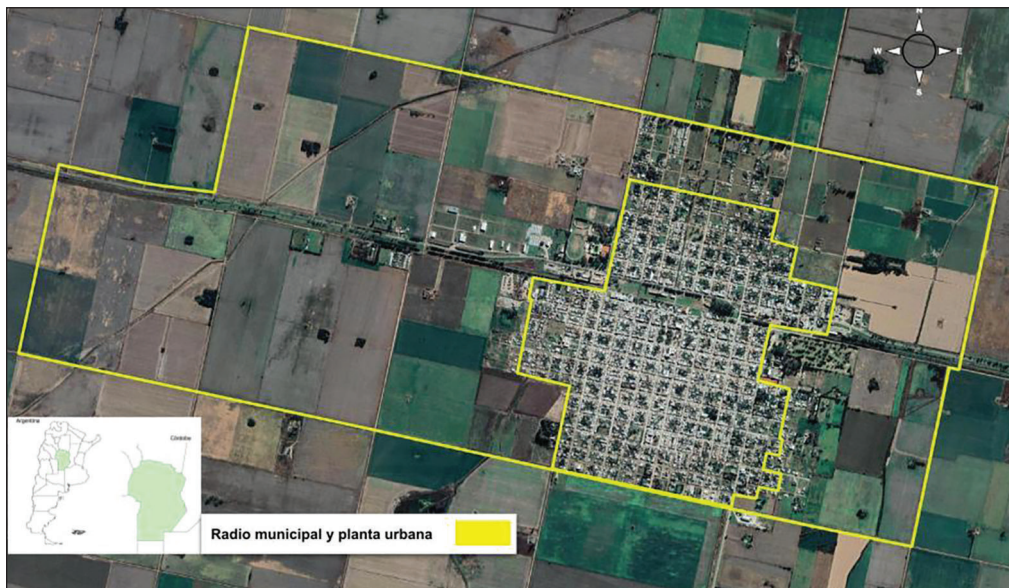 N
W E
S
Argentina
Córdoba
Radio municipal y planta urbana